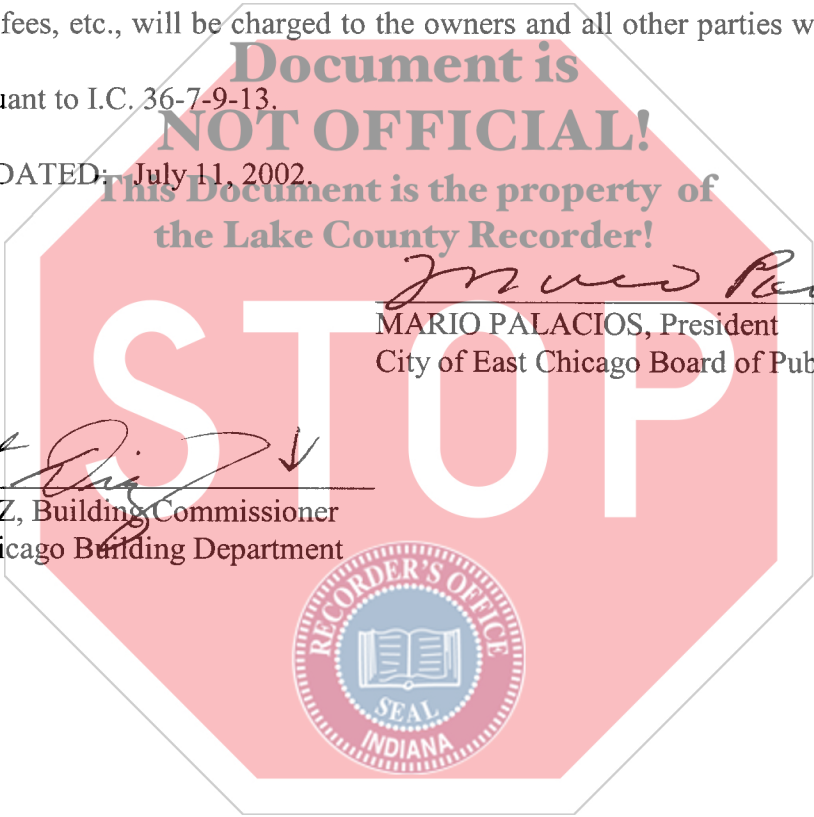 fees, etc., will be charged to the owners and all other parties w
Document is
uant to I.C. 36-7-9-13.
NOT OFFICIAL!
DATED: July 11, 2002.
This Document is the property of
the Lake County Recorder!
MARIO PALACIOS, President
City of East Chicago Board of Pub
STOP
Z, Building Commissioner
icago Building Department
RECORDER'S OFFICE
SEAL
INDIANA